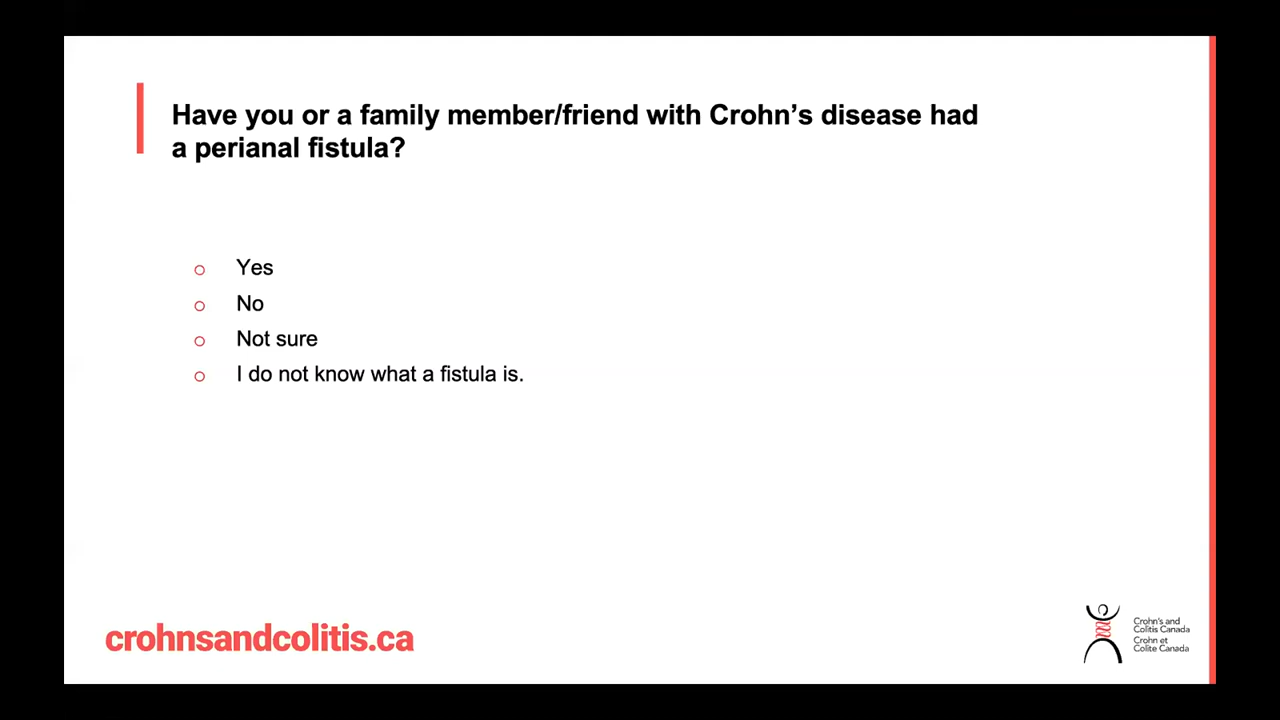 Have you or a family member/friend with Crohn’s disease had
a perianal fistula?
Yes
No
Not sure
I do not know what a fistula is.
crohnsandcolitis.ca
Crohn's and
Colitis Canada
Crohn et
Colite Canada